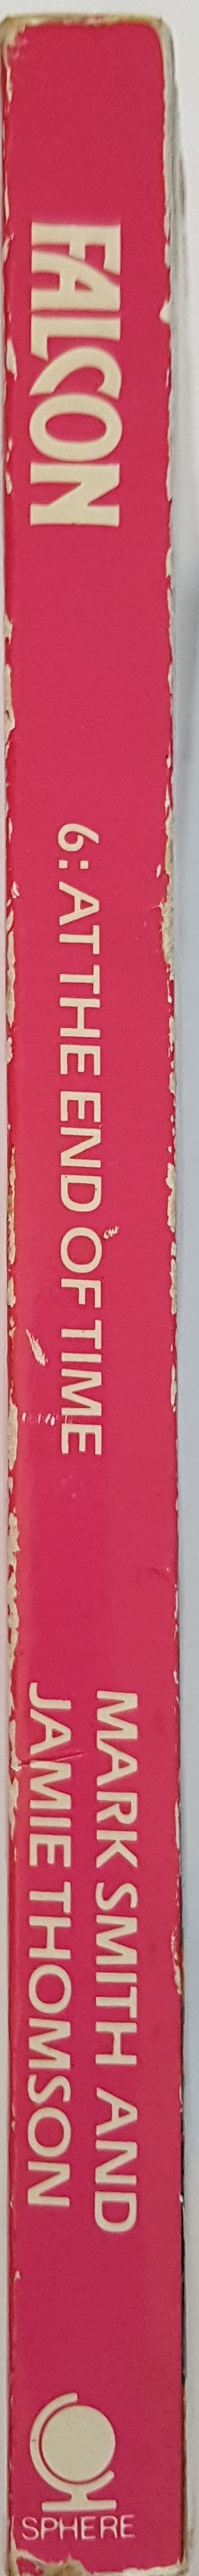 FALCON
6: AT THE END OF TIME
MARK SMITH AND
JAMIE THOMSON
SPHERE